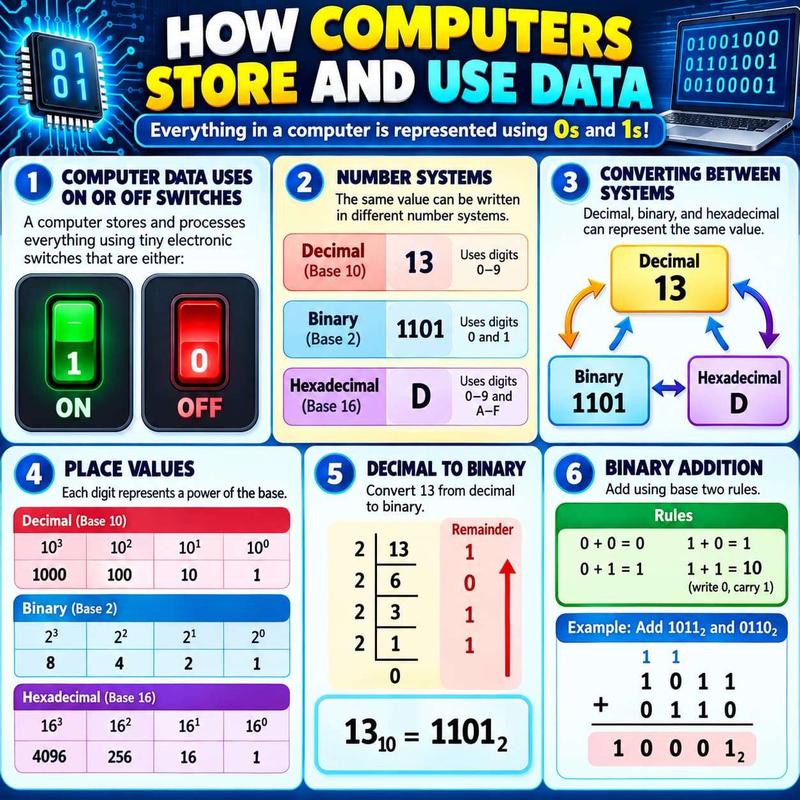 HOW COMPUTERS
STORE AND USE DATA
Everything in a computer is represented using 0s and 1s!
01
01
01001000
01101001
00100001
1 COMPUTER DATA USES
ON OR OFF SWITCHES
A computer stores and processes
everything using tiny electronic
switches that are either:
1
ON
0
OFF
2 NUMBER SYSTEMS
The same value can be written
in different number systems.
Decimal
(Base 10)
13
Uses digits
0–9
Binary
(Base 2)
1101
Uses digits
0 and 1
Hexadecimal
(Base 16)
D
Uses digits
0–9 and
A–F
3 CONVERTING BETWEEN
SYSTEMS
Decimal, binary, and hexadecimal
can represent the same value.
Decimal
13
Binary
1101
Hexadecimal
D
4 PLACE VALUES
Each digit represents a power of the base.
Decimal (Base 10)
10³ 10² 10¹ 10⁰
1000 100 10 1
Binary (Base 2)
2³ 2² 2¹ 2⁰
8 4 2 1
Hexadecimal (Base 16)
16³ 16² 16¹ 16⁰
4096 256 16 1
5 DECIMAL TO BINARY
Convert 13 from decimal
to binary.
Remainder
2 13 1
2 6 0
2 3 1
2 1 1
0
13₁₀ = 1101₂
6 BINARY ADDITION
Add using base two rules.
Rules
0 + 0 = 0 1 + 0 = 1
0 + 1 = 1 1 + 1 = 10
(write 0, carry 1)
Example: Add 1011₂ and 0110₂
1 1
1 0 1 1
+ 0 1 1 0
1 0 0 0 1₂